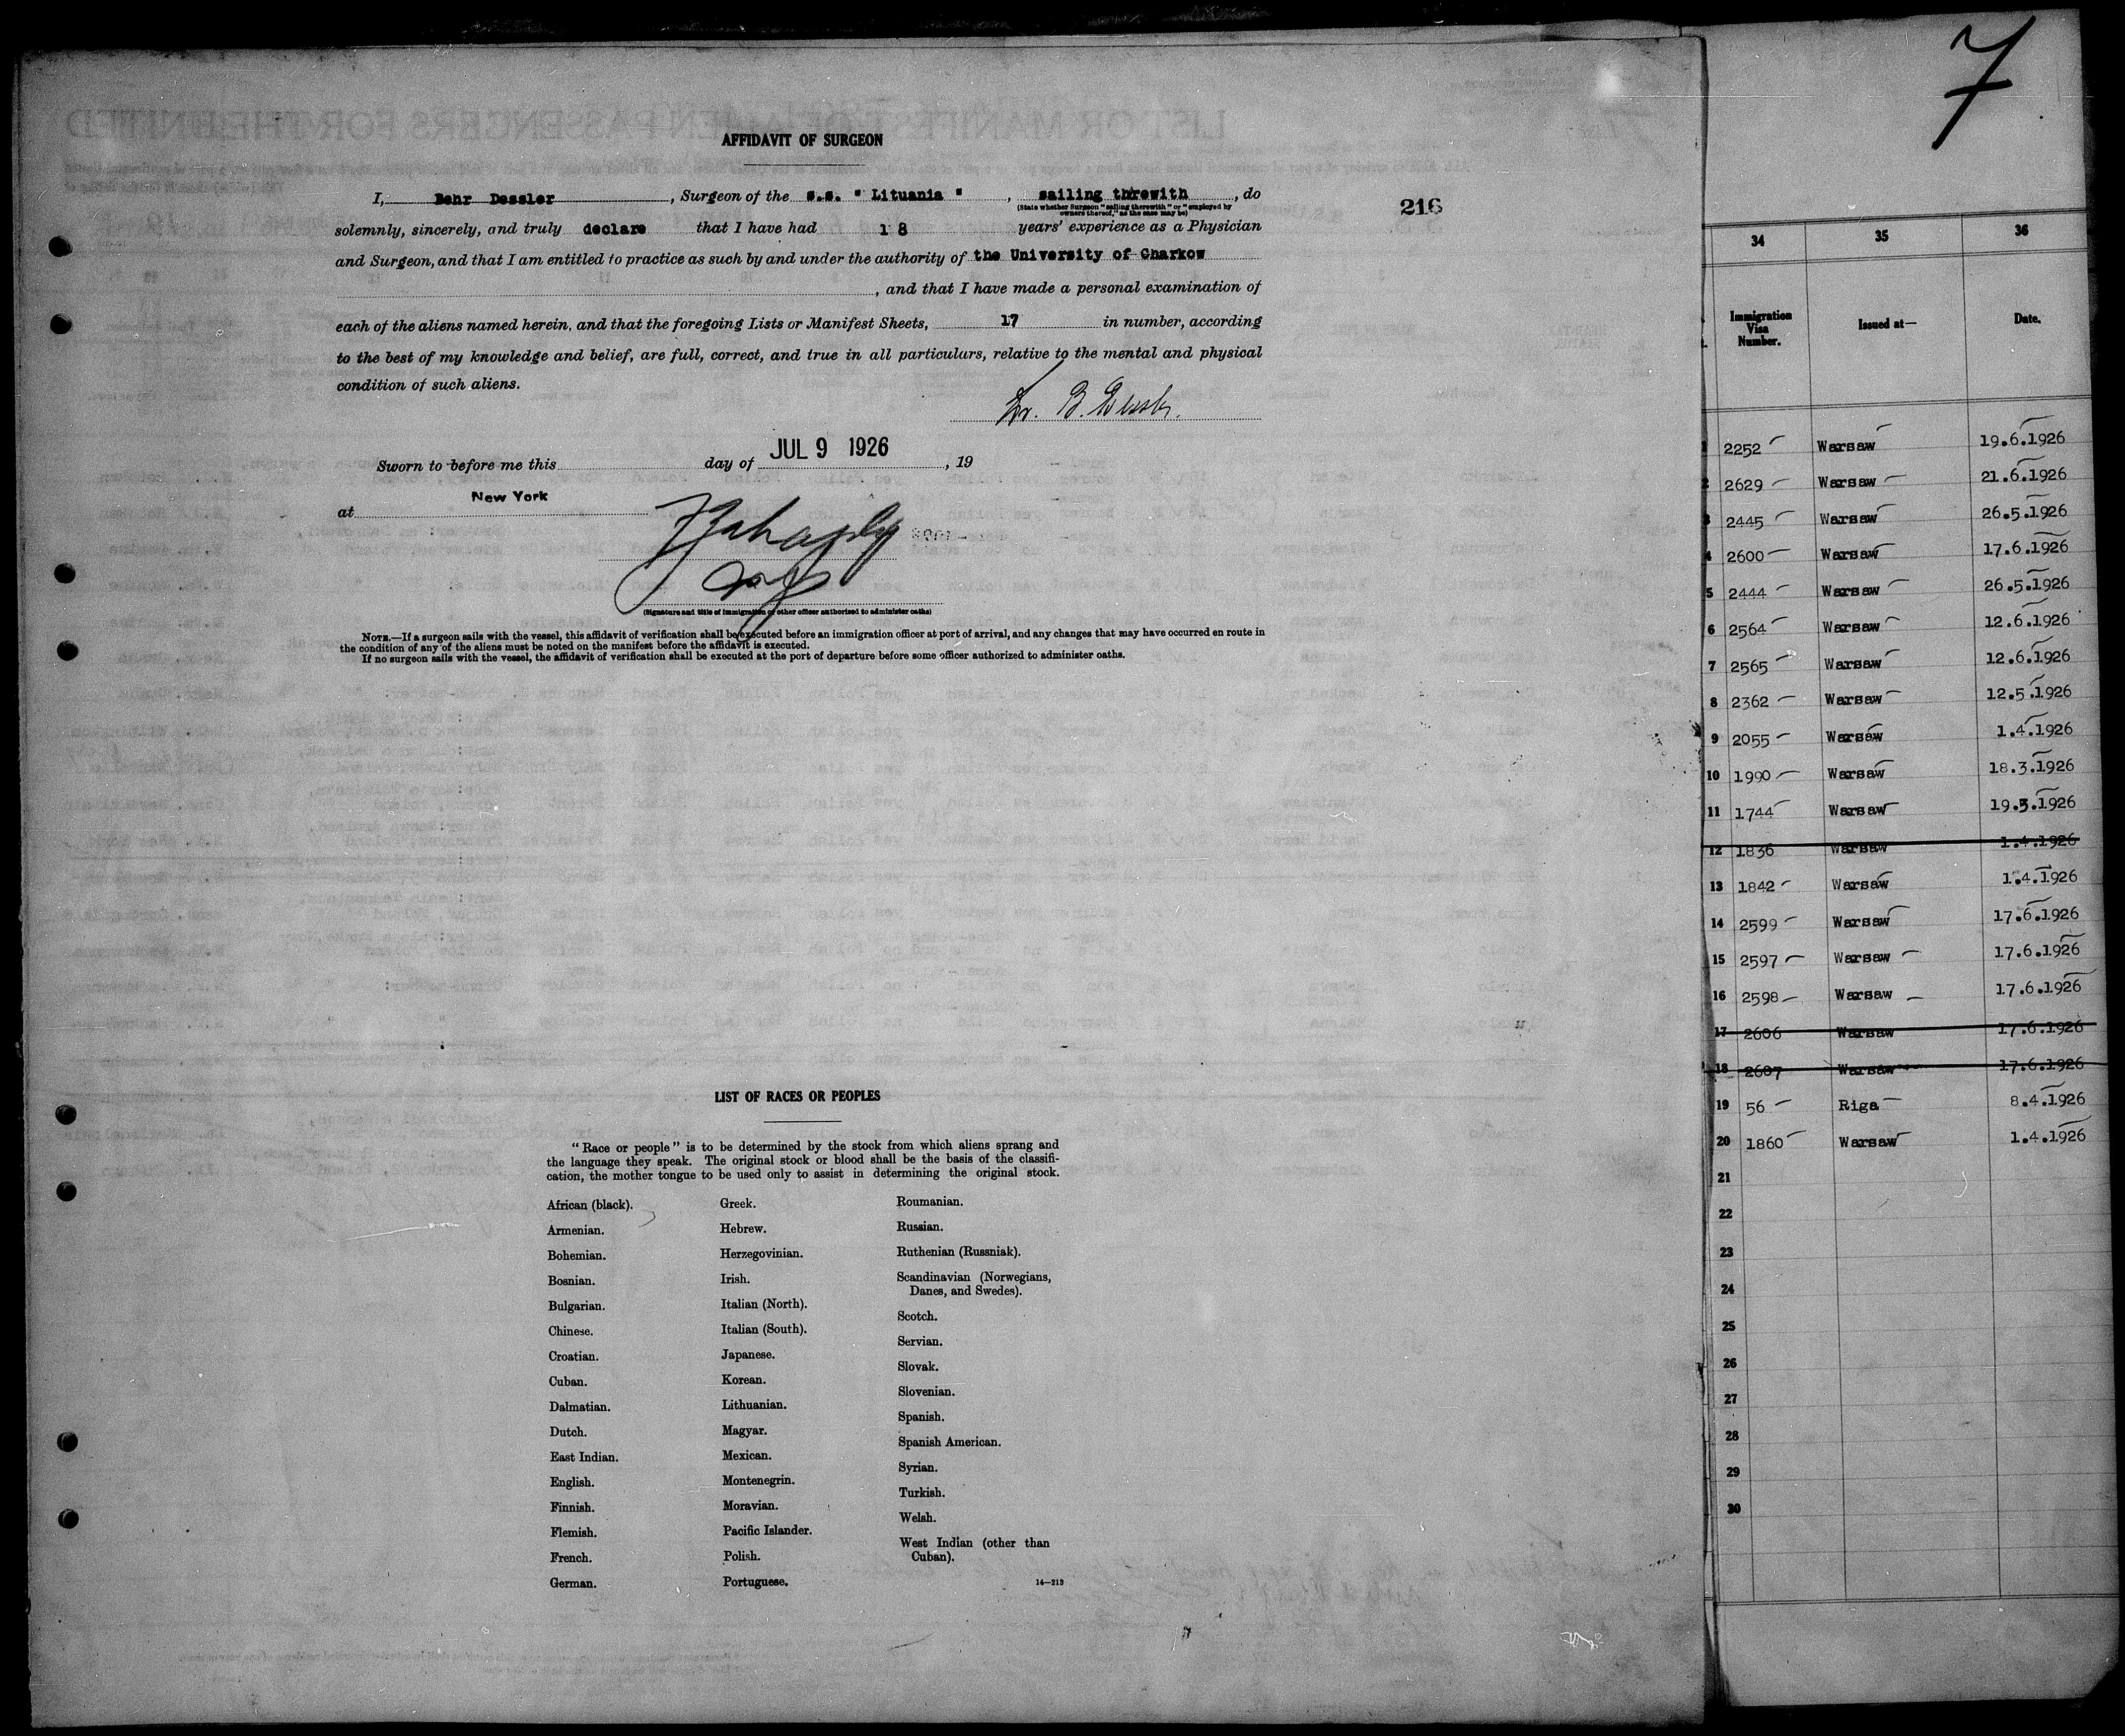 7
AFFIDAVIT OF SURGEON
I, Behr Dessler, Surgeon of the s.s. " Lituania ", sailing threwith, do
(State whether Surgeon "sailing therewith" or "employed by
owners thereof," as the case may be)
216
solemnly, sincerely, and truly declare that I have had 18 years' experience as a Physician
and Surgeon, and that I am entitled to practice as such by and under the authority of the University of Charkow
, and that I have made a personal examination of
each of the aliens named herein, and that the foregoing Lists or Manifest Sheets, 17 in number, according
to the best of my knowledge and belief, are full, correct, and true in all particulars, relative to the mental and physical
condition of such aliens.
Dr. B. Dessler.
Sworn to before me this day of JUL 9 1926, 19
at New York
(Signature and title of immigration or other officer authorized to administer oaths)
NOTE.—If a surgeon sails with the vessel, this affidavit of verification shall be executed before an immigration officer at port of arrival, and any changes that may have occurred en route in
the condition of any of the aliens must be noted on the manifest before the affidavit is executed.
If no surgeon sails with the vessel, the affidavit of verification shall be executed at the port of departure before some officer authorized to administer oaths.
LIST OF RACES OR PEOPLES
"Race or people" is to be determined by the stock from which aliens sprang and
the language they speak. The original stock or blood shall be the basis of the classifi-
cation, the mother tongue to be used only to assist in determining the original stock.
African (black).
Armenian.
Bohemian.
Bosnian.
Bulgarian.
Chinese.
Croatian.
Cuban.
Dalmatian.
Dutch.
East Indian.
English.
Finnish.
Flemish.
French.
German.
Greek.
Hebrew.
Herzegovinian.
Irish.
Italian (North).
Italian (South).
Japanese.
Korean.
Lithuanian.
Magyar.
Mexican.
Montenegrin.
Moravian.
Pacific Islander.
Polish.
Portuguese.
Roumanian.
Russian.
Ruthenian (Russniak).
Scandinavian (Norwegians,
Danes, and Swedes).
Scotch.
Servian.
Slovak.
Slovenian.
Spanish.
Spanish American.
Syrian.
Turkish.
Welsh.
West Indian (other than
Cuban).
14—213
34 35 36
Immigration
Visa
Number.
Issued at—
Date.
1 2252 Warsaw 19.6.1926
2 2629 Warsaw 21.6.1926
3 2445 Warsaw 26.5.1926
4 2600 Warsaw 17.6.1926
5 2444 Warsaw 26.5.1926
6 2564 Warsaw 12.6.1926
7 2565 Warsaw 12.6.1926
8 2362 Warsaw 12.5.1926
9 2055 Warsaw 1.4.1926
10 1990 Warsaw 18.3.1926
11 1744 Warsaw 19.3.1926
12 1836 Warsaw 1.4.1926
13 1842 Warsaw 1.4.1926
14 2599 Warsaw 17.6.1926
15 2597 Warsaw 17.6.1926
16 2598 Warsaw 17.6.1926
17 2606 Warsaw 17.6.1926
18 2607 Warsaw 17.6.1926
19 56 Riga 8.4.1926
20 1860 Warsaw 1.4.1926
21
22
23
24
25
26
27
28
29
30